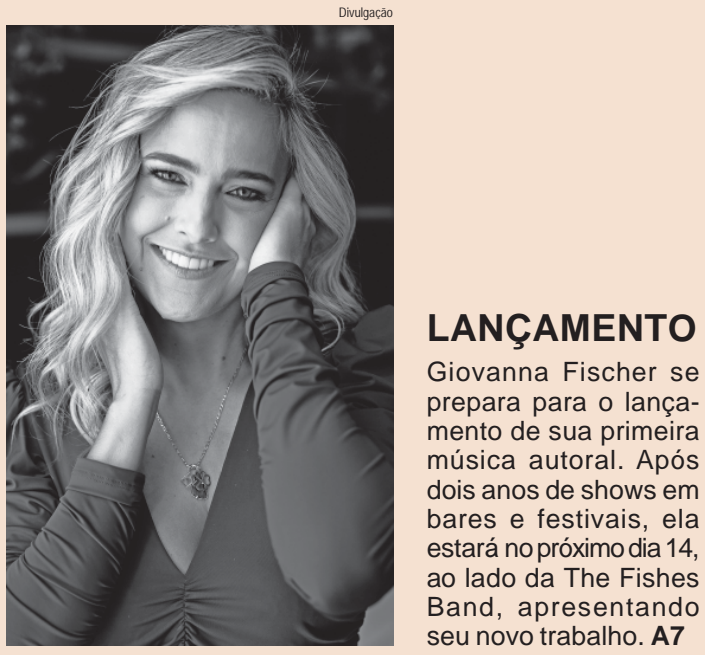 Divulgação
LANÇAMENTO
Giovanna Fischer se
prepara para o lança-
mento de sua primeira
música autoral. Após
dois anos de shows em
bares e festivais, ela
estará no próximo dia 14,
ao lado da The Fishes
Band, apresentando
seu novo trabalho. A7